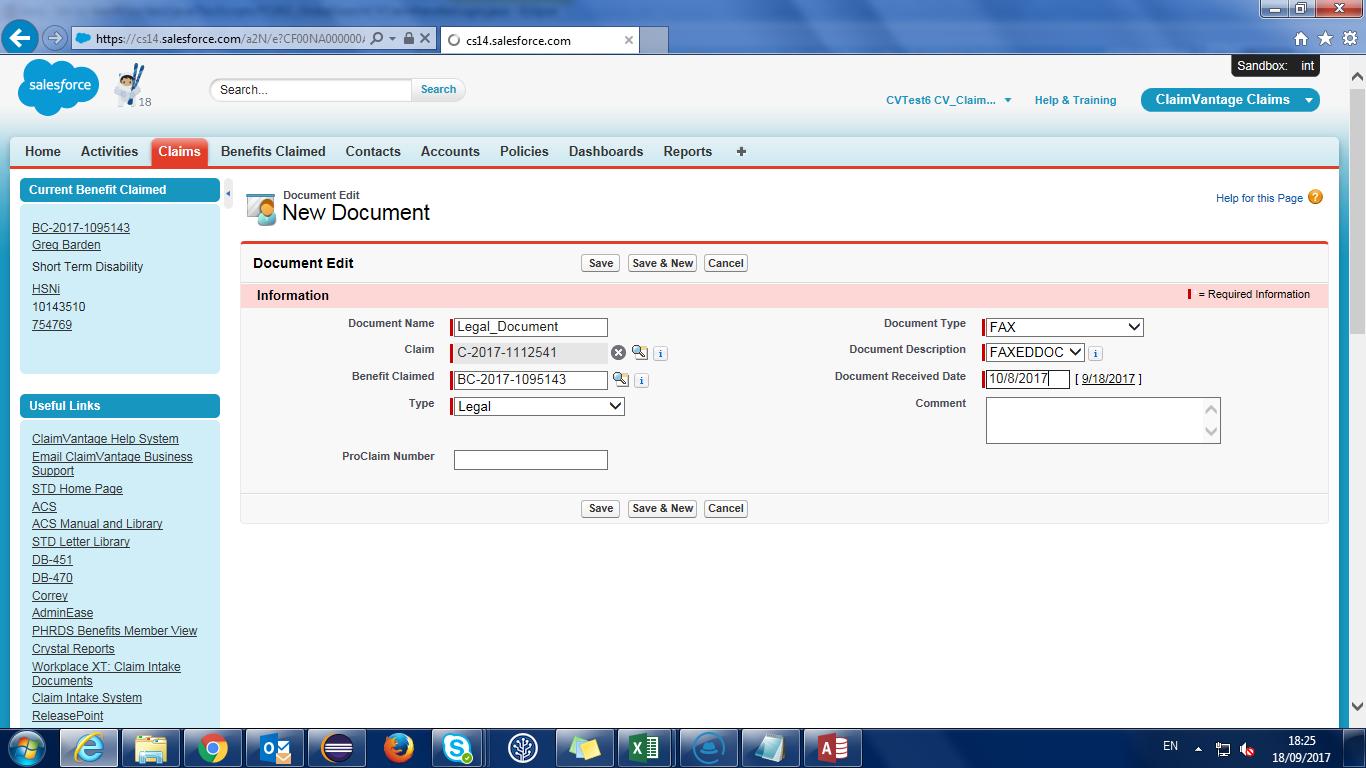 https://cs14.salesforce.com/a2N/e?CF00NA000000
cs14.salesforce.com
Sandbox: int
salesforce
18
Search...
Search
CVTest6 CV_Claim...
Help & Training
ClaimVantage Claims
Home
Activities
Claims
Benefits Claimed
Contacts
Accounts
Policies
Dashboards
Reports
Current Benefit Claimed
BC-2017-1095143
Greg Barden
Short Term Disability
HSNi
10143510
754769
Useful Links
ClaimVantage Help System
Email ClaimVantage Business
Support
STD Home Page
ACS
ACS Manual and Library
STD Letter Library
DB-451
DB-470
Correy
AdminEase
PHRDS Benefits Member View
Crystal Reports
Workplace XT: Claim Intake
Documents
Claim Intake System
ReleasePoint
Document Edit
New Document
Help for this Page
Document Edit
Save
Save & New
Cancel
Information
= Required Information
Document Name Legal_Document
Claim C-2017-1112541
Benefit Claimed BC-2017-1095143
Type Legal
ProClaim Number
Document Type FAX
Document Description FAXEDDOC
Document Received Date 10/8/2017 [ 9/18/2017 ]
Comment
Save
Save & New
Cancel
EN
18:25
18/09/2017